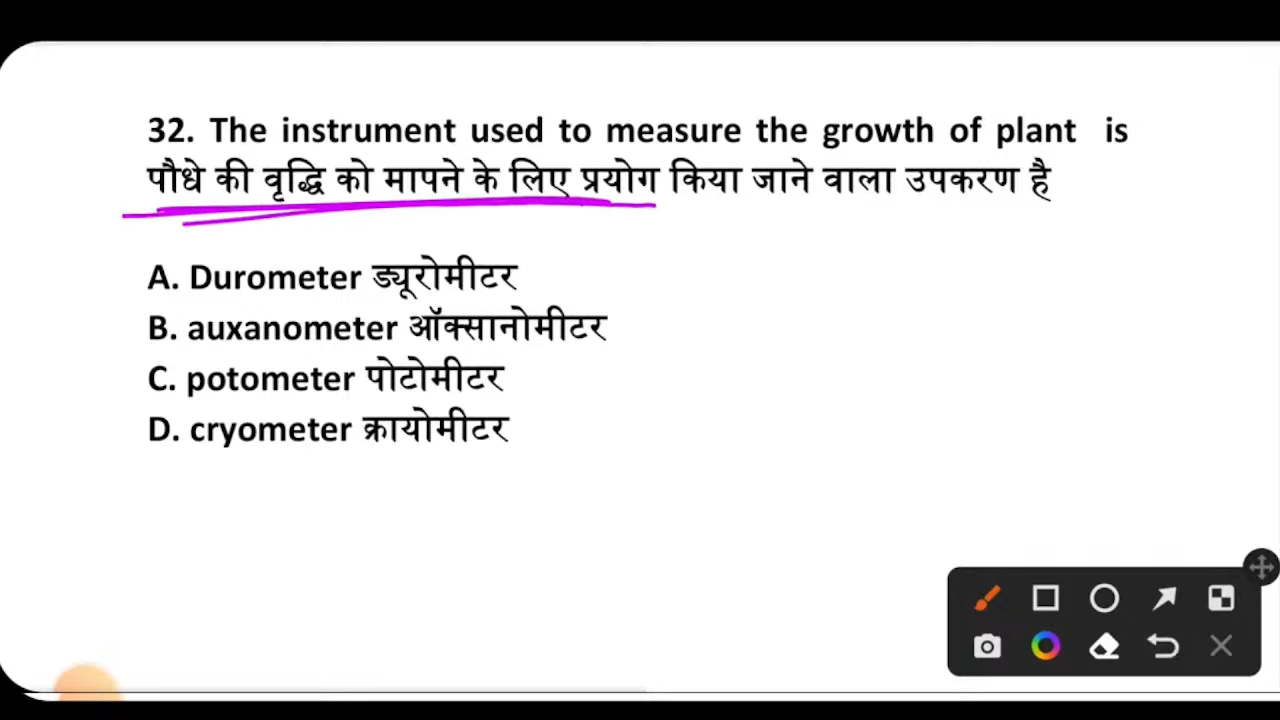 32. The instrument used to measure the growth of plant is
पौधे की वृद्धि को मापने के लिए प्रयोग किया जाने वाला उपकरण है
A. Durometer ड्यूरोमीटर
B. auxanometer ऑक्सानोमीटर
C. potometer पोटोमीटर
D. cryometer क्रायोमीटर